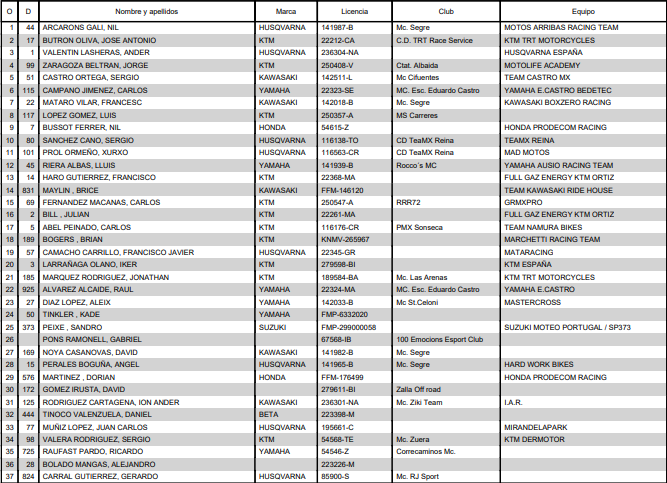 O D Nombre y apellidos Marca Licencia Club Equipo
1 44 ARCARONS GALI, NIL HUSQVARNA 141987-B Mc. Segre MOTOS ARRIBAS RACING TEAM
2 17 BUTRON OLIVA, JOSE ANTONIO KTM 22212-CA C.D. TRT Race Service KTM TRT MOTORCYCLES
3 1 VALENTIN LASHERAS, ANDER HUSQVARNA 236304-NA HUSQVARNA ESPAÑA
4 99 ZARAGOZA BELTRAN, JORGE KTM 250408-V Ctat. Albaida MOTOLIFE ACADEMY
5 51 CASTRO ORTEGA, SERGIO KAWASAKI 142511-L Mc Cifuentes TEAM CASTRO MX
6 115 CAMPANO JIMENEZ, CARLOS YAMAHA 22323-SE MC. Esc. Eduardo Castro YAMAHA E.CASTRO BEDETEC
7 22 MATARO VILAR, FRANCESC KAWASAKI 142018-B Mc. Segre KAWASAKI BOXZERO RACING
8 117 LOPEZ GOMEZ, LUIS KTM 250357-A MS Carreres
9 7 BUSSOT FERRER, NIL HONDA 54615-Z HONDA PRODECOM RACING
10 80 SANCHEZ CANO, SERGIO HUSQVARNA 116138-TO CD TeaMX Reina TEAMX REINA
11 101 PROL ORMEÑO, XURXO HUSQVARNA 116563-CR CD TeaMX Reina MAD MOTOS
12 45 RIERA ALBAS, LLUIS YAMAHA 141939-B Rocco´s MC YAMAHA AUSIO RACING TEAM
13 14 HARO GUTIERREZ, FRANCISCO KTM 22368-MA FULL GAZ ENERGY KTM ORTIZ
14 831 MAYLIN , BRICE KAWASAKI FFM-146120 TEAM KAWASAKI RIDE HOUSE
15 69 FERNANDEZ MACANAS, CARLOS KTM 250547-A RRR72 GRMXPRO
16 2 BILL , JULIAN KTM 22261-MA FULL GAZ ENERGY KTM ORTIZ
17 5 ABEL PEINADO, CARLOS KTM 116176-CR PMX Sonseca TEAM NAMURA BIKES
18 189 BOGERS , BRIAN KTM KNMV-265967 MARCHETTI RACING TEAM
19 57 CAMACHO CARRILLO, FRANCISCO JAVIER HUSQVARNA 22345-GR MATARACING
20 3 LARRAÑAGA OLANO, IKER KTM 279598-BI KTM ESPAÑA
21 185 MARQUEZ RODRIGUEZ, JONATHAN KTM 189584-BA Mc. Las Arenas KTM TRT MOTORCYCLES
22 925 ALVAREZ ALCAIDE, RAUL YAMAHA 22324-MA MC. Esc. Eduardo Castro YAMAHA E.CASTRO
23 27 DIAZ LOPEZ, ALEIX YAMAHA 142033-B Mc St.Celoni MASTERCROSS
24 50 TINKLER , KADE YAMAHA FMP-6332020
25 373 PEIXE , SANDRO SUZUKI FMP-299000058 SUZUKI MOTEO PORTUGAL / SP373
26 PONS RAMONELL, GABRIEL 67568-IB 100 Emocions Esport Club
27 169 NOYA CASANOVAS, DAVID KAWASAKI 141982-B Mc. Segre
28 15 PERALES BOGUÑA, ANGEL HUSQVARNA 141965-B Mc. Segre HARD WORK BIKES
29 576 MARTINEZ , DORIAN HONDA FFM-176499 HONDA PRODECOM RACING
30 172 GOMEZ IRUSTA, DAVID 279611-BI Zalla Off road
31 125 RODRIGUEZ CARTAGENA, ION ANDER KAWASAKI 236301-NA Mc. Ziki Team I.A.R.
32 444 TINOCO VALENZUELA, DANIEL BETA 223398-M
33 77 MUÑIZ LOPEZ, JUAN CARLOS HUSQVARNA 195661-C MIRANDELAPARK
34 98 VALERA RODRIGUEZ, SERGIO KTM 54568-TE Mc. Zuera KTM DERMOTOR
35 725 RAUFAST PARDO, RICARDO YAMAHA 54546-Z Correcaminos Mc.
36 28 BOLADO MANGAS, ALEJANDRO 223226-M
37 824 CARRAL GUTIERREZ, GERARDO HUSQVARNA 85900-S Mc. RJ Sport